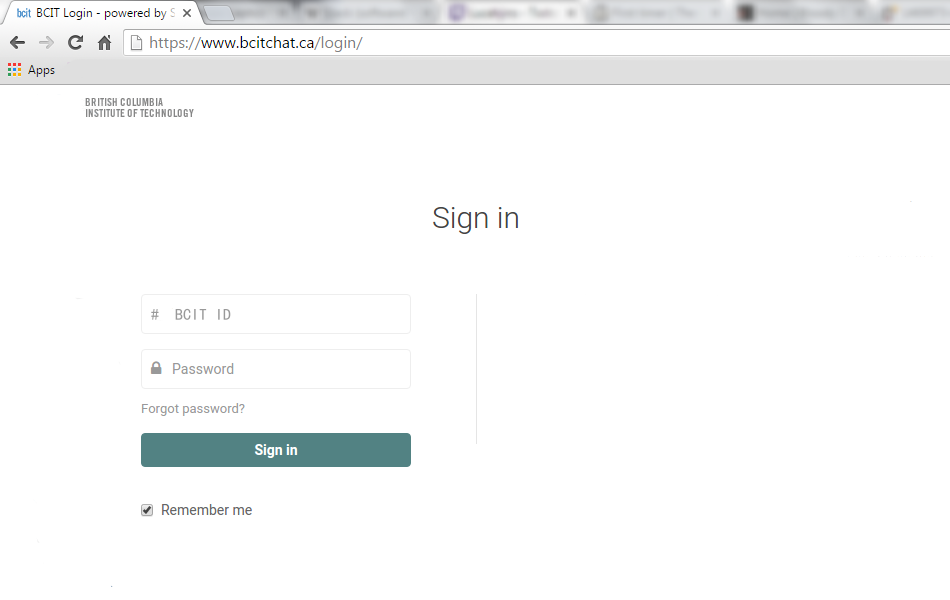 bcit BCIT Login - powered by S
https://www.bcitchat.ca/login/
Apps
BRITISH COLUMBIA
INSTITUTE OF TECHNOLOGY
Sign in
# BCIT ID
Password
Forgot password?
Sign in
Remember me